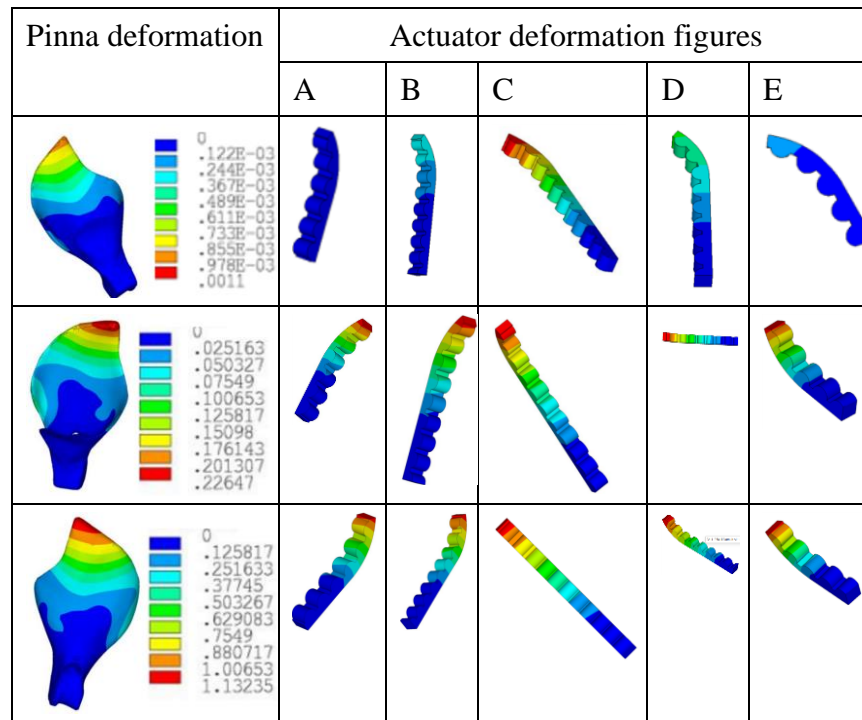 Pinna deformation
Actuator deformation figures
A
B
C
D
E
0
.122E-03
.244E-03
.367E-03
.489E-03
.611E-03
.733E-03
.855E-03
.978E-03
.0011
0
.025163
.050327
.07549
.100653
.125817
.15098
.176143
.201307
.22647
0
.125817
.251633
.37745
.503267
.629083
.7549
.880717
1.00653
1.13235